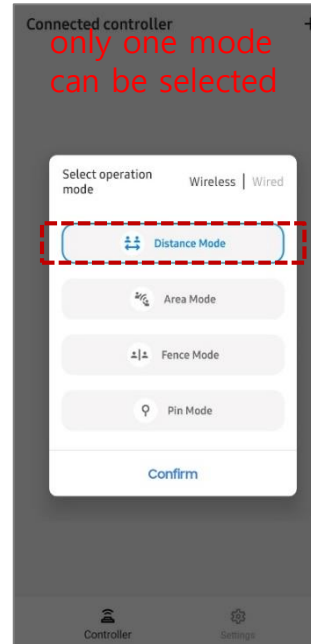 Connected controller
only one mode
can be selected
Select operation
mode
Wireless | Wired
Distance Mode
Area Mode
Fence Mode
Pin Mode
Confirm
Controller
Settings